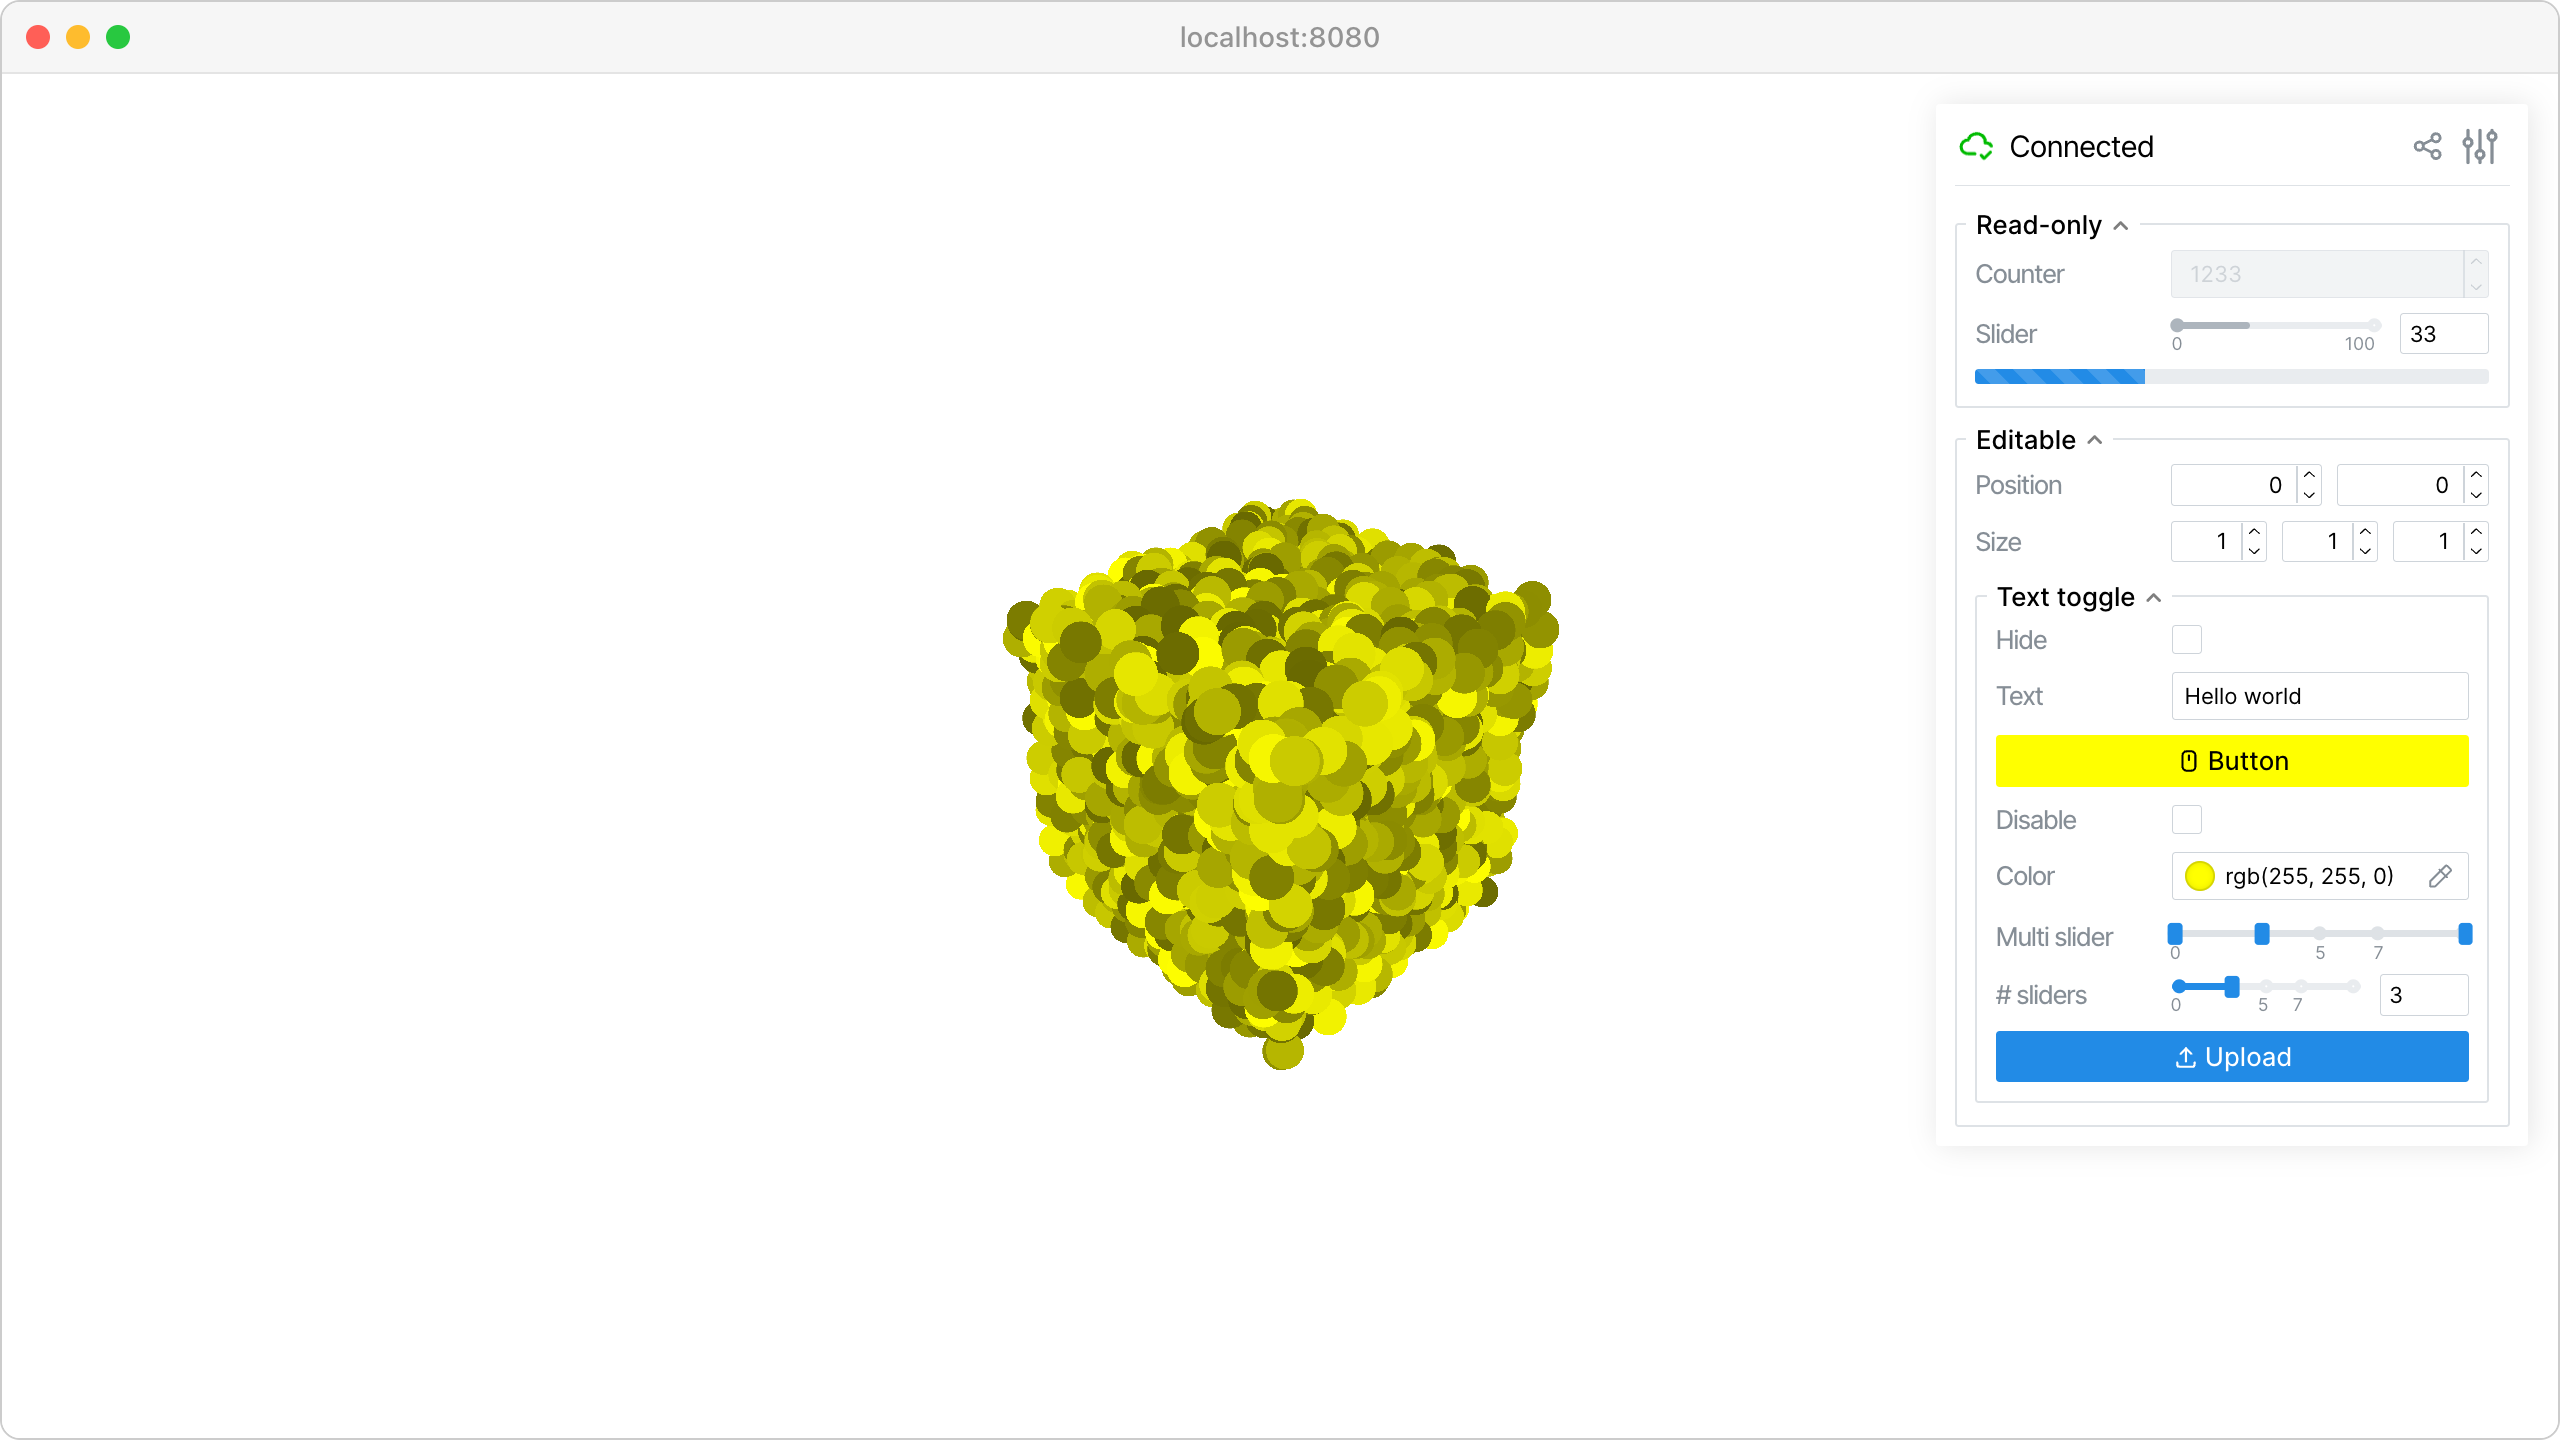 localhost:8080
Connected
Read-only
Counter 1233
Slider 0 100 33
Editable
Position 0 0
Size 1 1 1
Text toggle
Hide
Text Hello world
Button
Disable
Color rgb(255, 255, 0)
Multi slider 0 5 7
# sliders 0 5 7 3
Upload